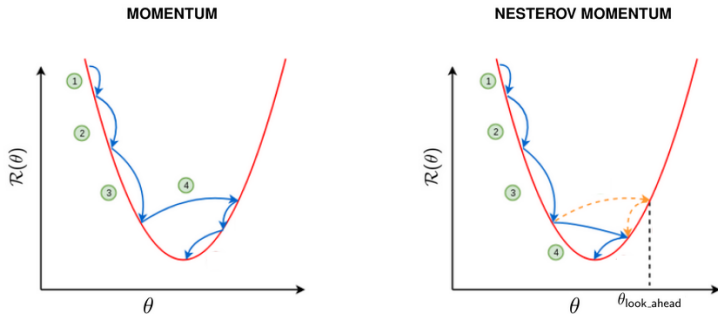 MOMENTUM
1
2
3
4
R(θ)
θ
NESTEROV MOMENTUM
1
2
3
4
R(θ)
θ
θlook_ahead